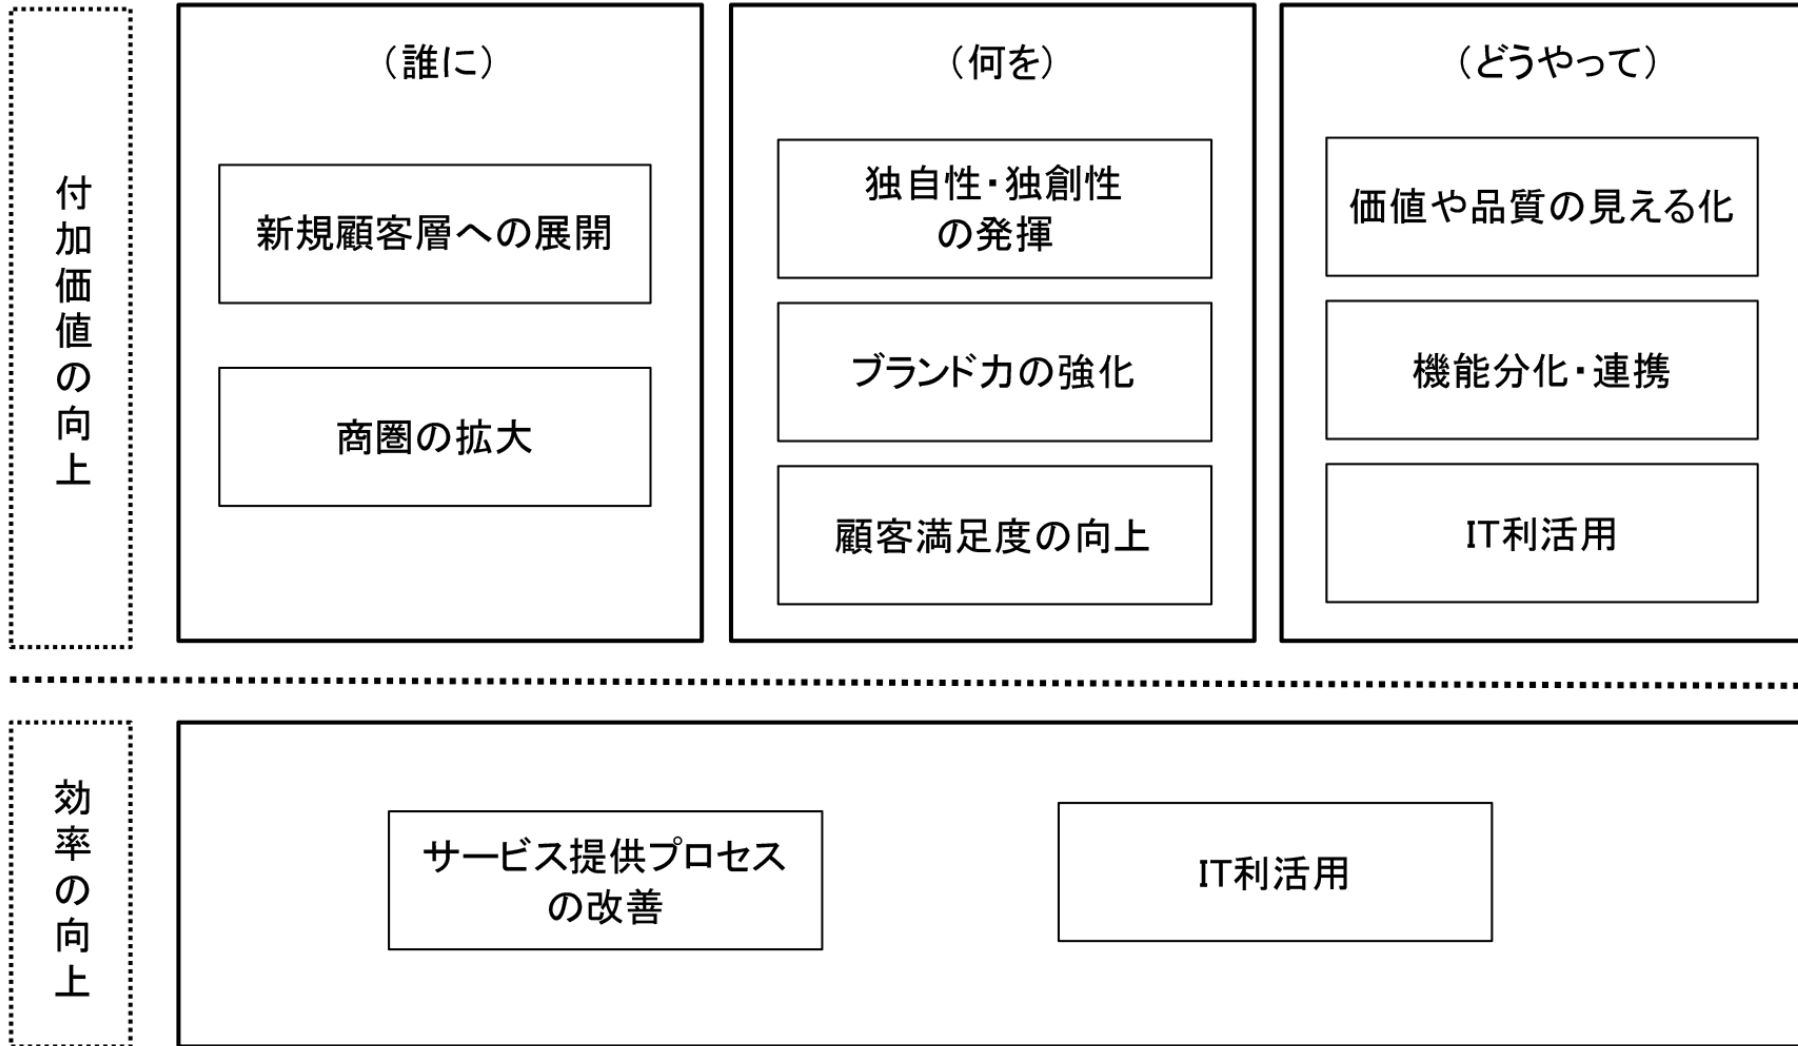 付加価値の向上
(誰に)
新規顧客層への展開
商圏の拡大
(何を)
独自性・独創性
の発揮
ブランド力の強化
顧客満足度の向上
(どうやって)
価値や品質の見える化
機能分化・連携
IT利活用
効率の向上
サービス提供プロセス
の改善
IT利活用